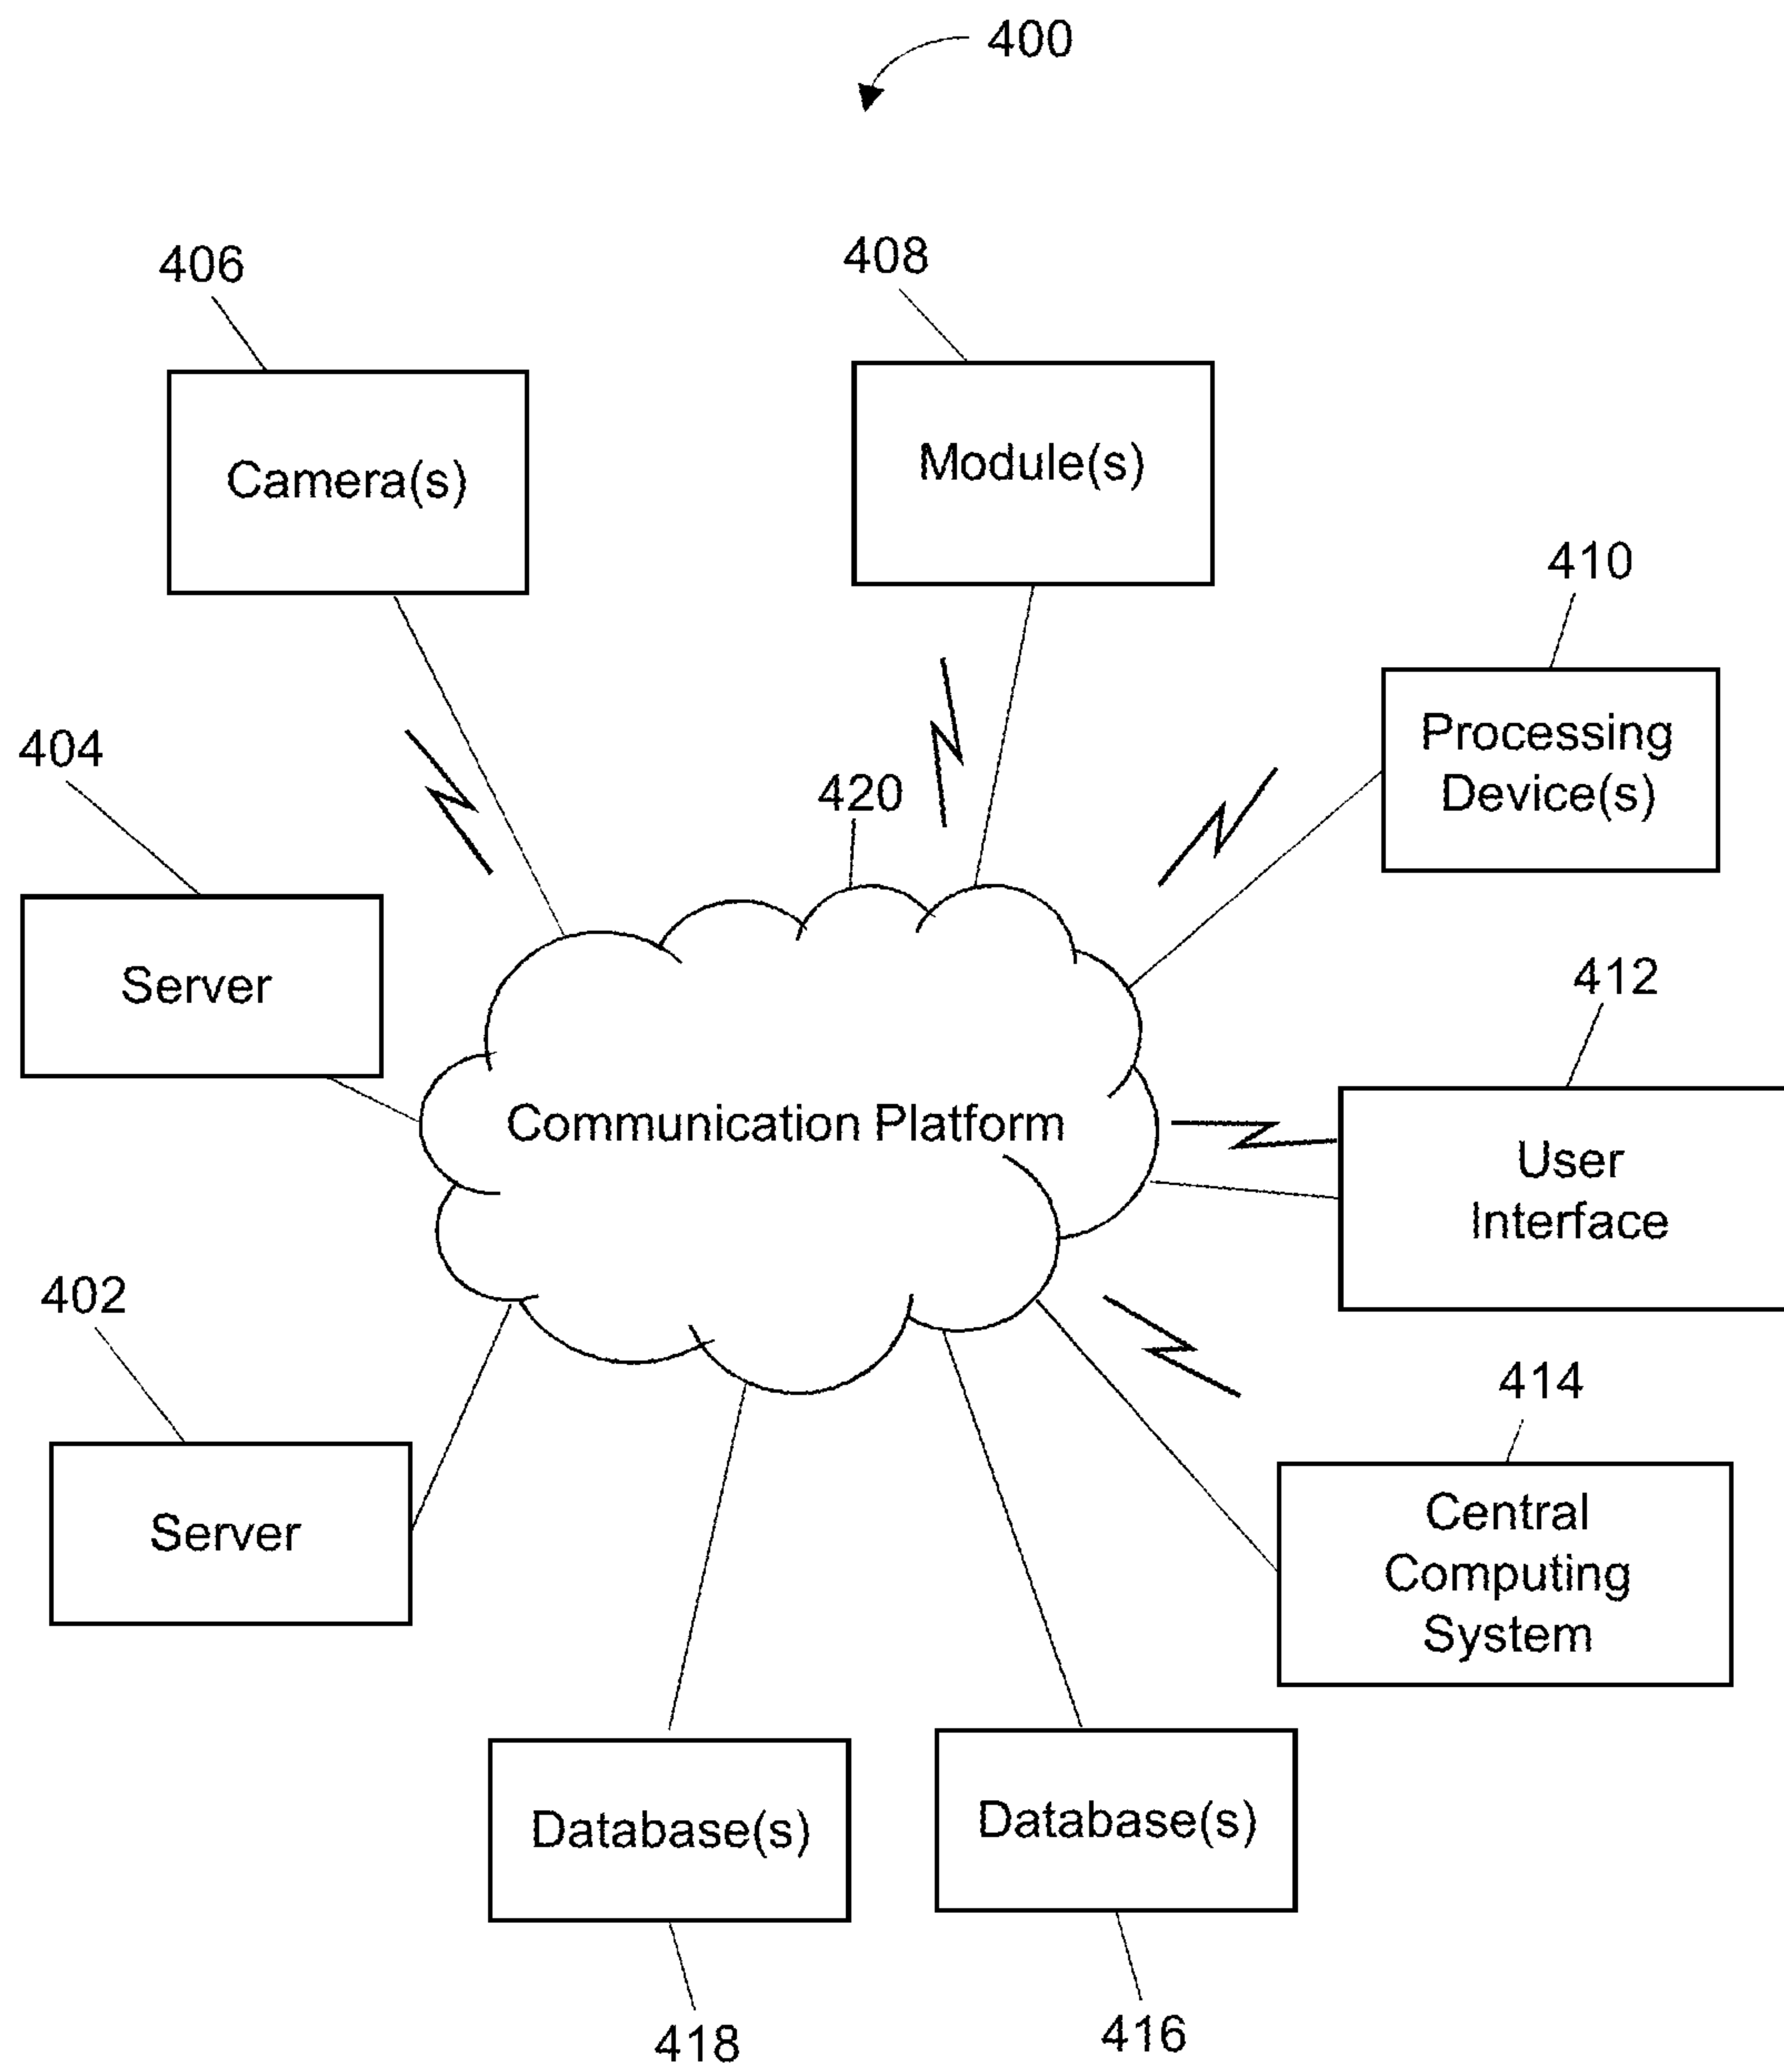 400
406
408
Camera(s)
Module(s)
410
Processing
Device(s)
404
420
Server
412
Communication Platform
User
Interface
402
414
Server
Central
Computing
System
Database(s)
Database(s)
418
416